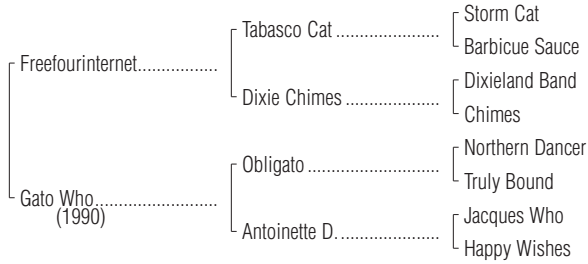 Storm Cat
Tabasco Cat ......................
Barbicue Sauce
Freefourinternet.................
Dixieland Band
Dixie Chimes ....................
Chimes
Northern Dancer
Obligato ............................
Truly Bound
Gato Who..........................
(1990)
Jacques Who
Antoinette D. .....................
Happy Wishes